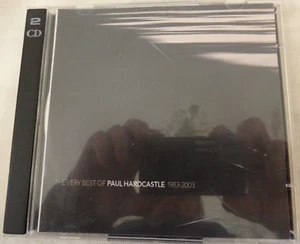 2
CD
THE VERY BEST OF PAUL HARDCASTLE 1983-2003